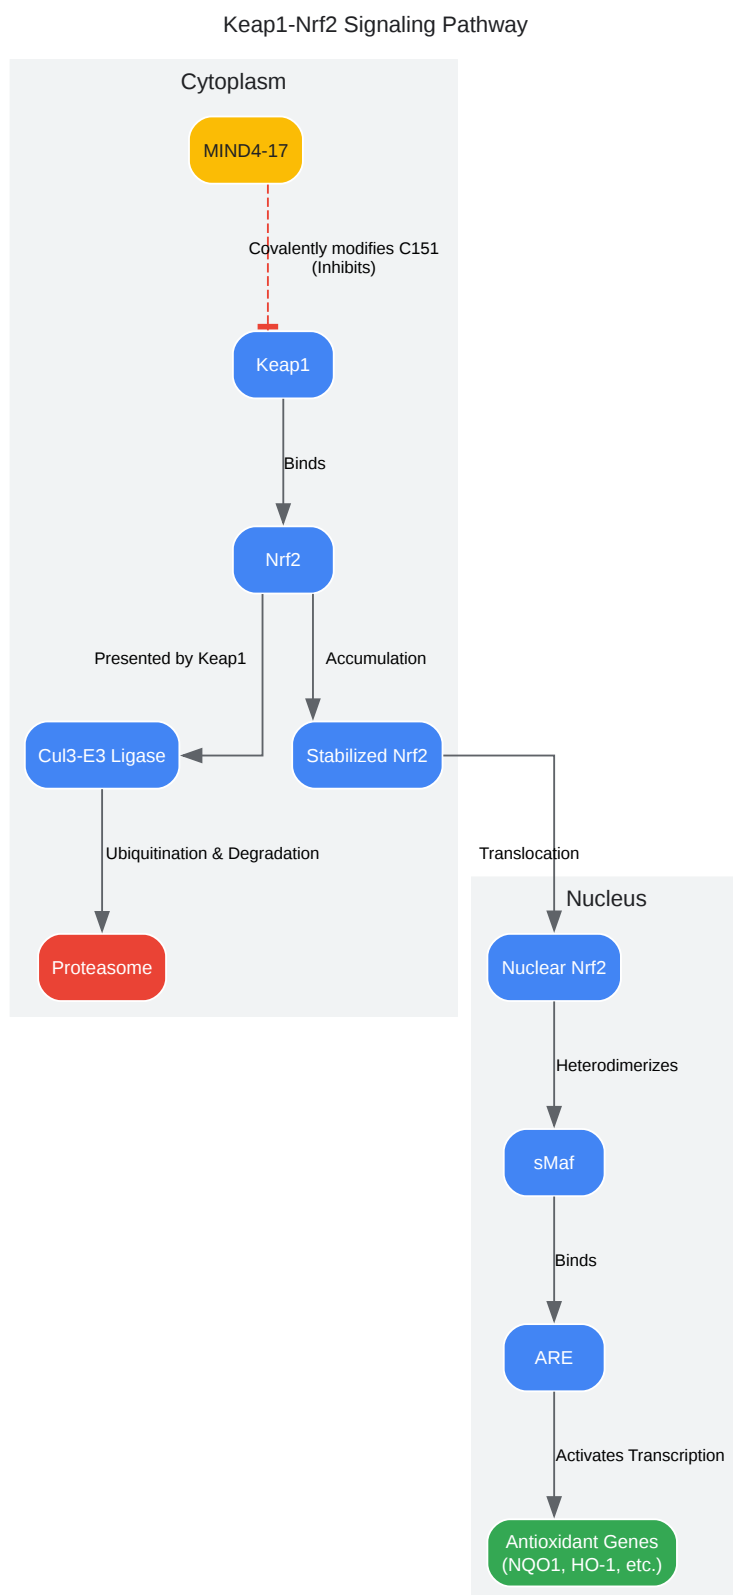 Keap1-Nrf2 Signaling Pathway
Cytoplasm
MIND4-17
Covalently modifies C151
(Inhibits)
Keap1
Binds
Nrf2
Presented by Keap1
Accumulation
Cul3-E3 Ligase
Stabilized Nrf2
Ubiquitination & Degradation
Translocation
Nucleus
Proteasome
Nuclear Nrf2
Heterodimerizes
sMaf
Binds
ARE
Activates Transcription
Antioxidant Genes
(NQO1, HO-1, etc.)